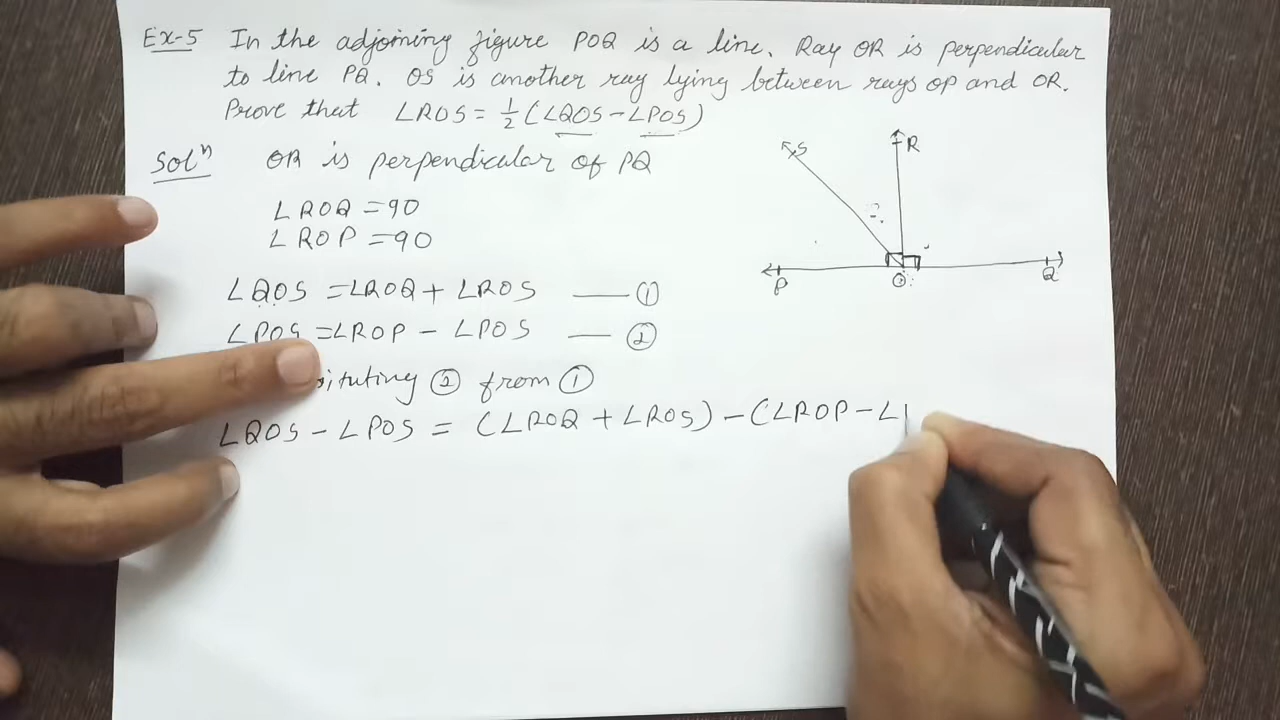 Ex-5 In the adjoining figure POQ is a line. Ray OR is perpendicular
to line PQ. OS is another ray lying between rays OP and OR.
Prove that ∠ROS = 1/2 (∠QOS - ∠POS)
Solⁿ OR is perpendicular of PQ
∠ROQ = 90
∠ROP = 90
∠QOS = ∠ROQ + ∠ROS —— ①
∠POS = ∠ROP - ∠POS —— ②
② from ①
∠QOS - ∠POS = (∠ROQ + ∠ROS) - (∠ROP - ∠
S
R
P
O
Q